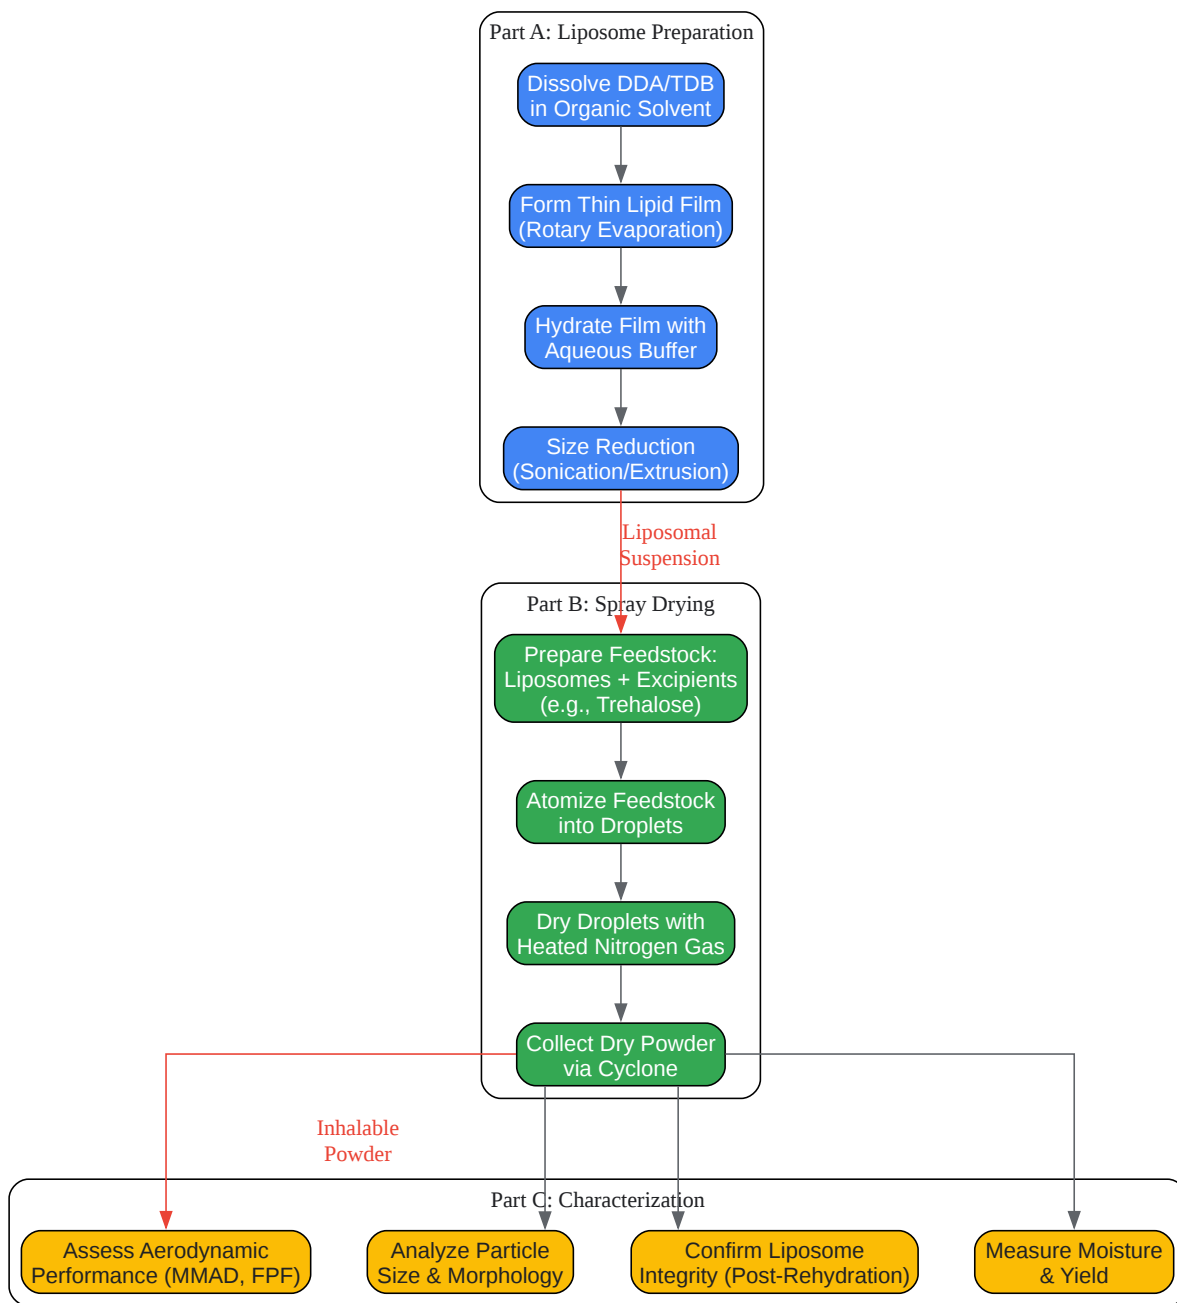 Part A: Liposome Preparation
Dissolve DDA/TDB
in Organic Solvent
Form Thin Lipid Film
(Rotary Evaporation)
Hydrate Film with
Aqueous Buffer
Size Reduction
(Sonication/Extrusion)
Liposomal
Suspension
Part B: Spray Drying
Prepare Feedstock:
Liposomes + Excipients
(e.g., Trehalose)
Atomize Feedstock
into Droplets
Dry Droplets with
Heated Nitrogen Gas
Collect Dry Powder
via Cyclone
Inhalable
Powder
Part C: Characterization
Assess Aerodynamic
Performance (MMAD, FPF)
Analyze Particle
Size & Morphology
Confirm Liposome
Integrity (Post-Rehydration)
Measure Moisture
& Yield